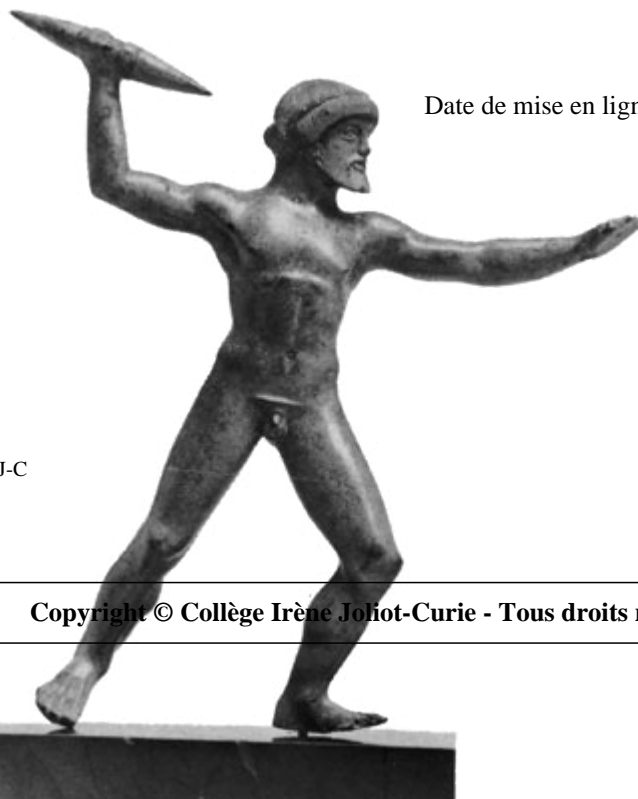 Date de mise en lign
J-C
Copyright © Collège Irène Joliot-Curie - Tous droits r